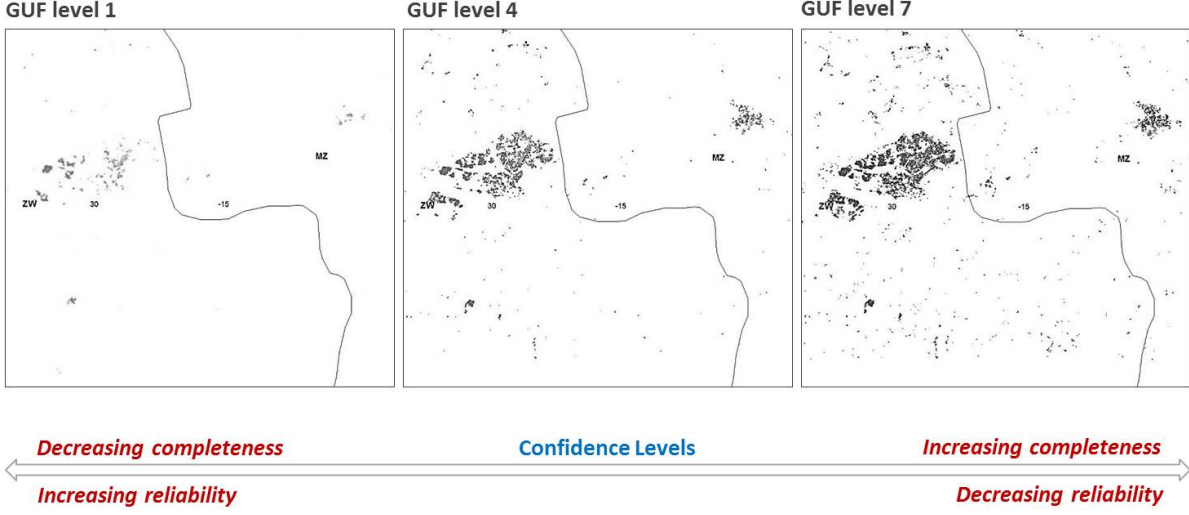 GUF level 1
GUF level 4
GUF level 7
MZ
ZW
30
-15
MZ
ZW
30
-15
MZ
ZW
30
-15
Decreasing completeness
Confidence Levels
Increasing completeness
Increasing reliability
Decreasing reliability